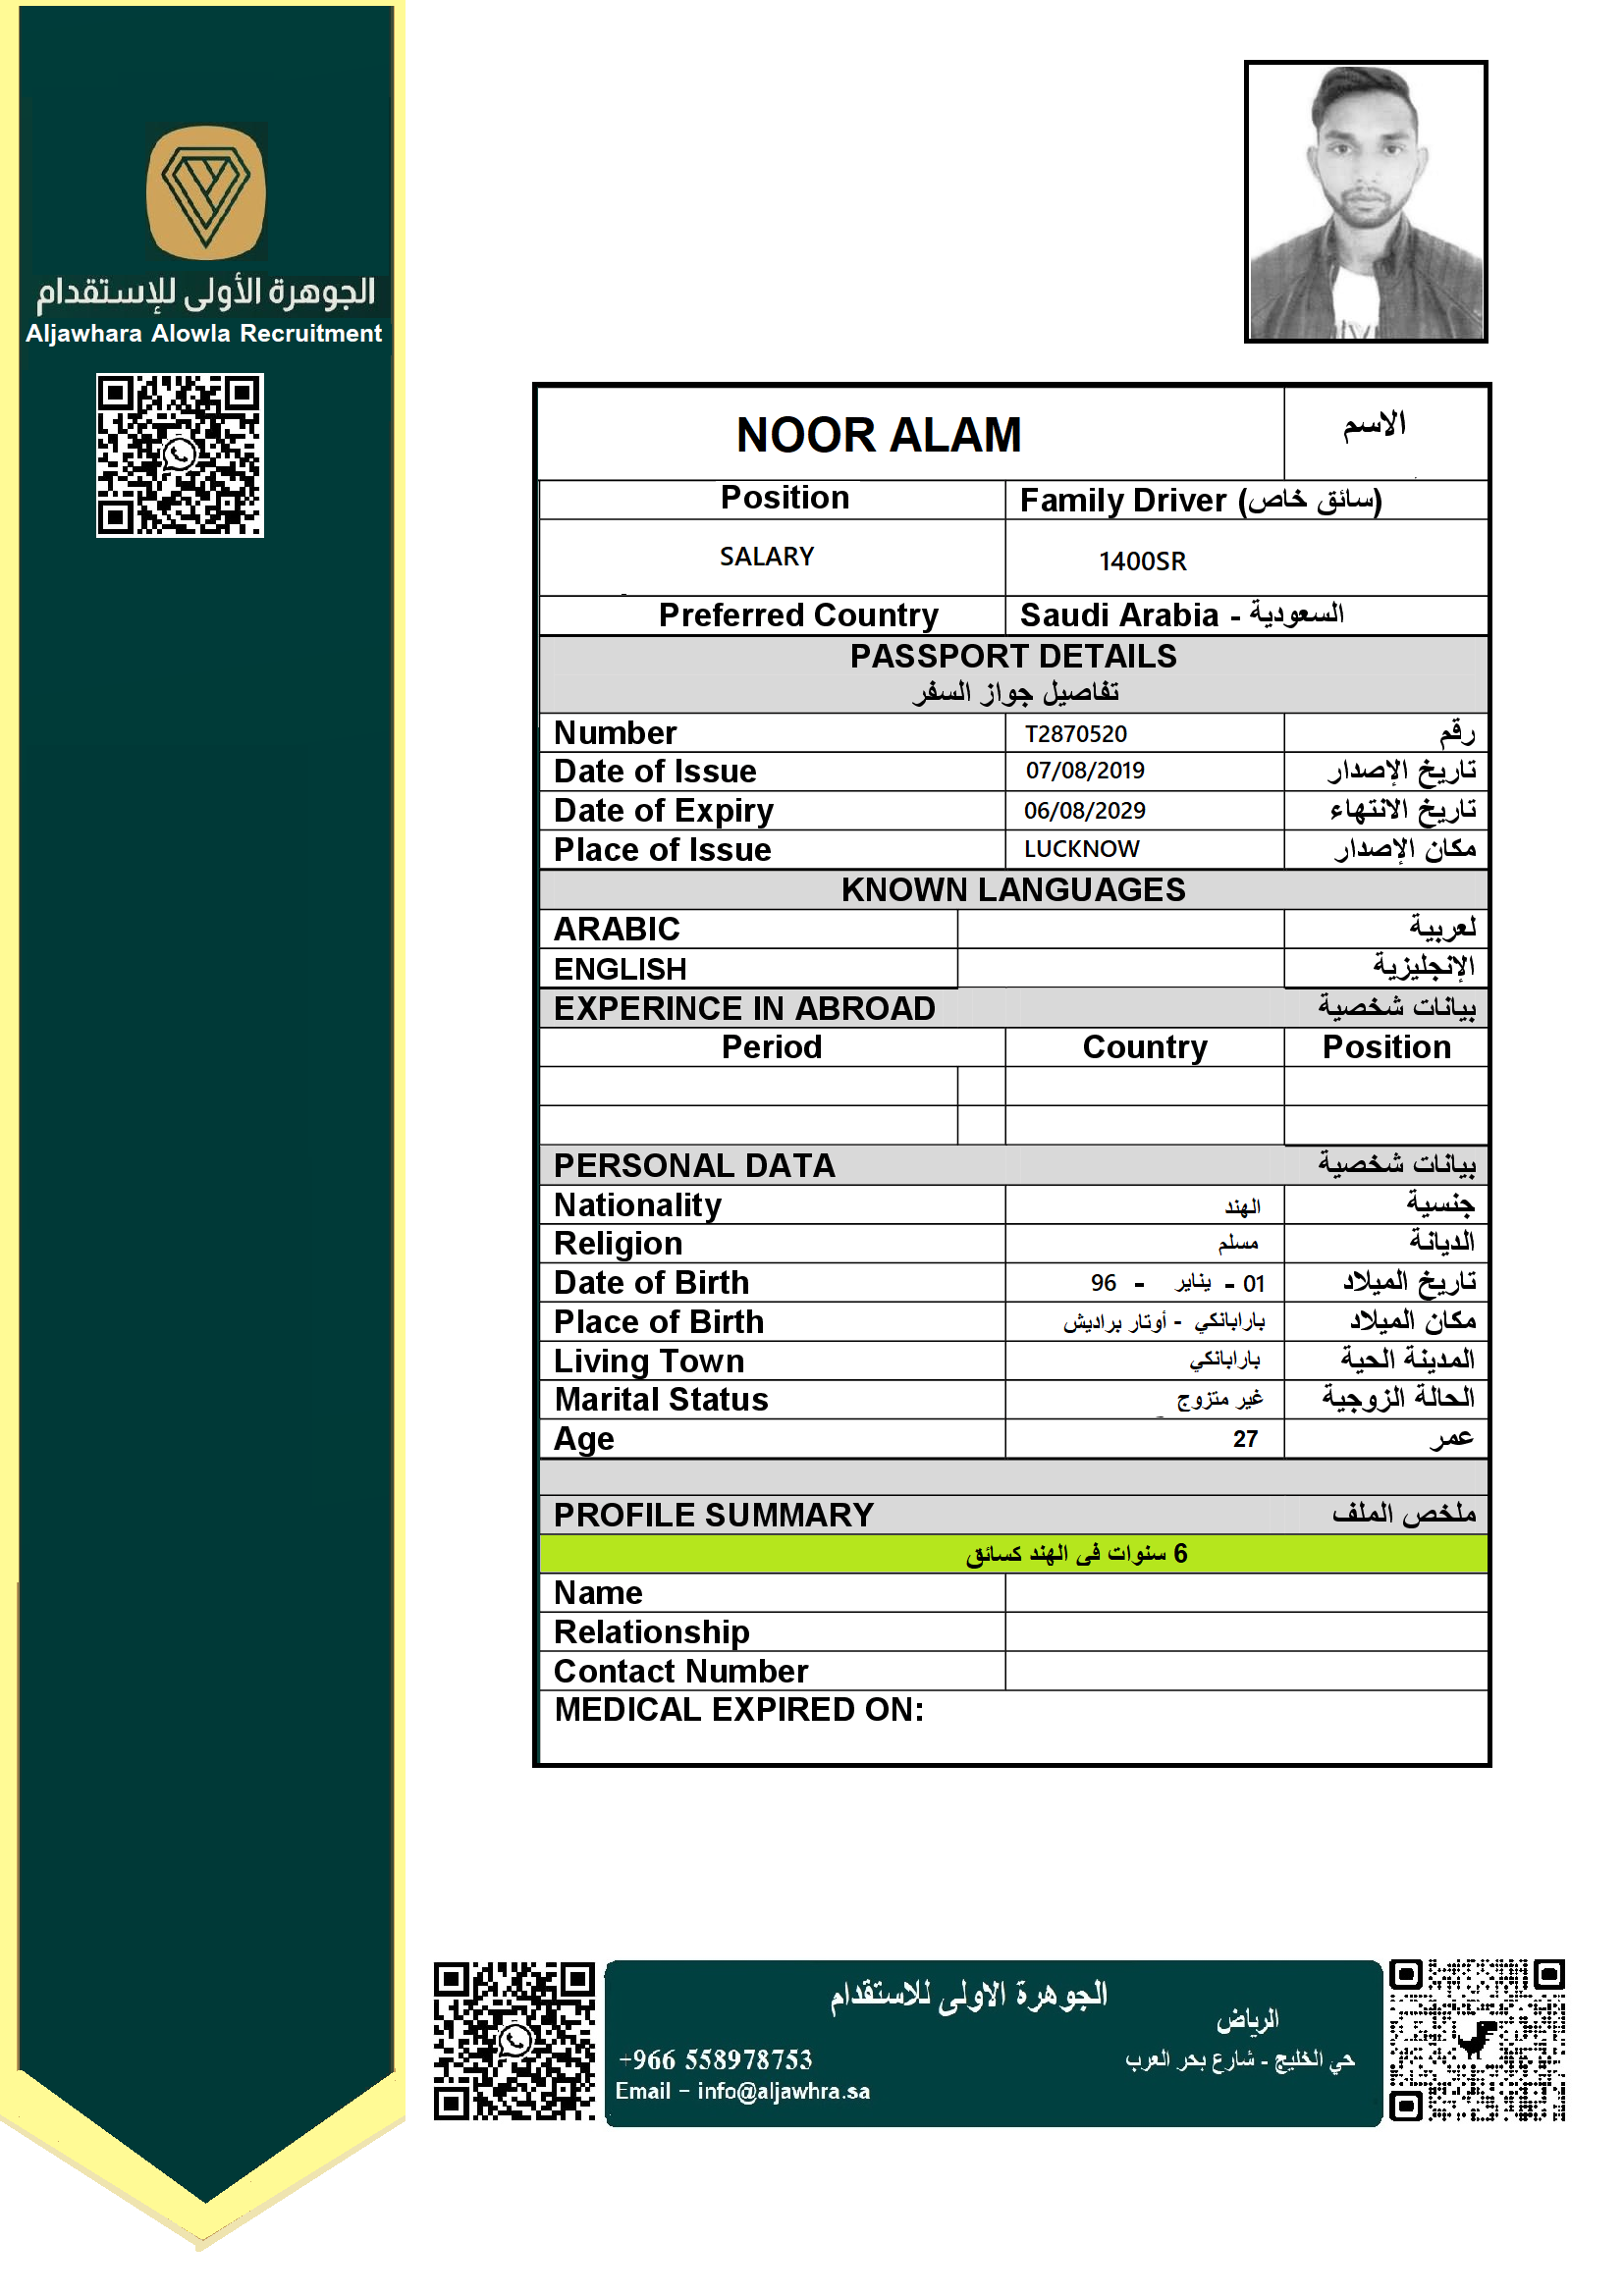 الجوهرة الأولى للإستقدام
Aljawhara Alowla Recruitment
NOOR ALAM الاسم
Position Family Driver (سائق خاص)
SALARY 1400SR
Preferred Country Saudi Arabia - السعودية
PASSPORT DETAILS
تفاصيل جواز السفر
Number T2870520 رقم
Date of Issue 07/08/2019 تاريخ الإصدار
Date of Expiry 06/08/2029 تاريخ الانتهاء
Place of Issue LUCKNOW مكان الإصدار
KNOWN LANGUAGES
ARABIC لعربية
ENGLISH الإنجليزية
EXPERINCE IN ABROAD بيانات شخصية
Period Country Position
PERSONAL DATA بيانات شخصية
Nationality الهند جنسية
Religion مسلم الديانة
Date of Birth 01 - يناير - 96 تاريخ الميلاد
Place of Birth بارابانكي - أوتار براديش مكان الميلاد
Living Town بارابانكي المدينة الحية
Marital Status غير متزوج الحالة الزوجية
Age 27 عمر
PROFILE SUMMARY ملخص الملف
6 سنوات في الهند كسائق
Name
Relationship
Contact Number
MEDICAL EXPIRED ON:
الجوهرة الاولى للاستقدام
الرياض
+966 558978753 حي الخليج - شارع بحر العرب
Email - info@aljawhra.sa